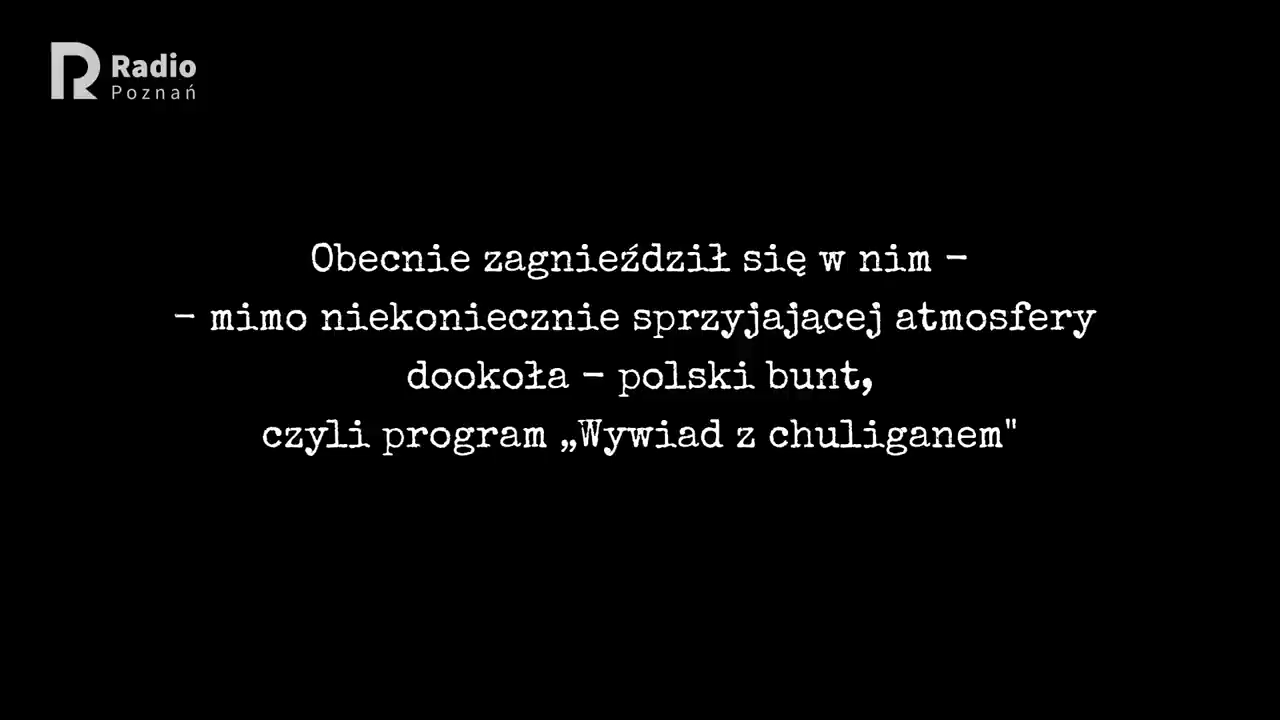 Radio
Poznań
Obecnie zagnieździł się w nim –
– mimo niekoniecznie sprzyjającej atmosfery
dookoła – polski bunt,
czyli program „Wywiad z chuliganem"